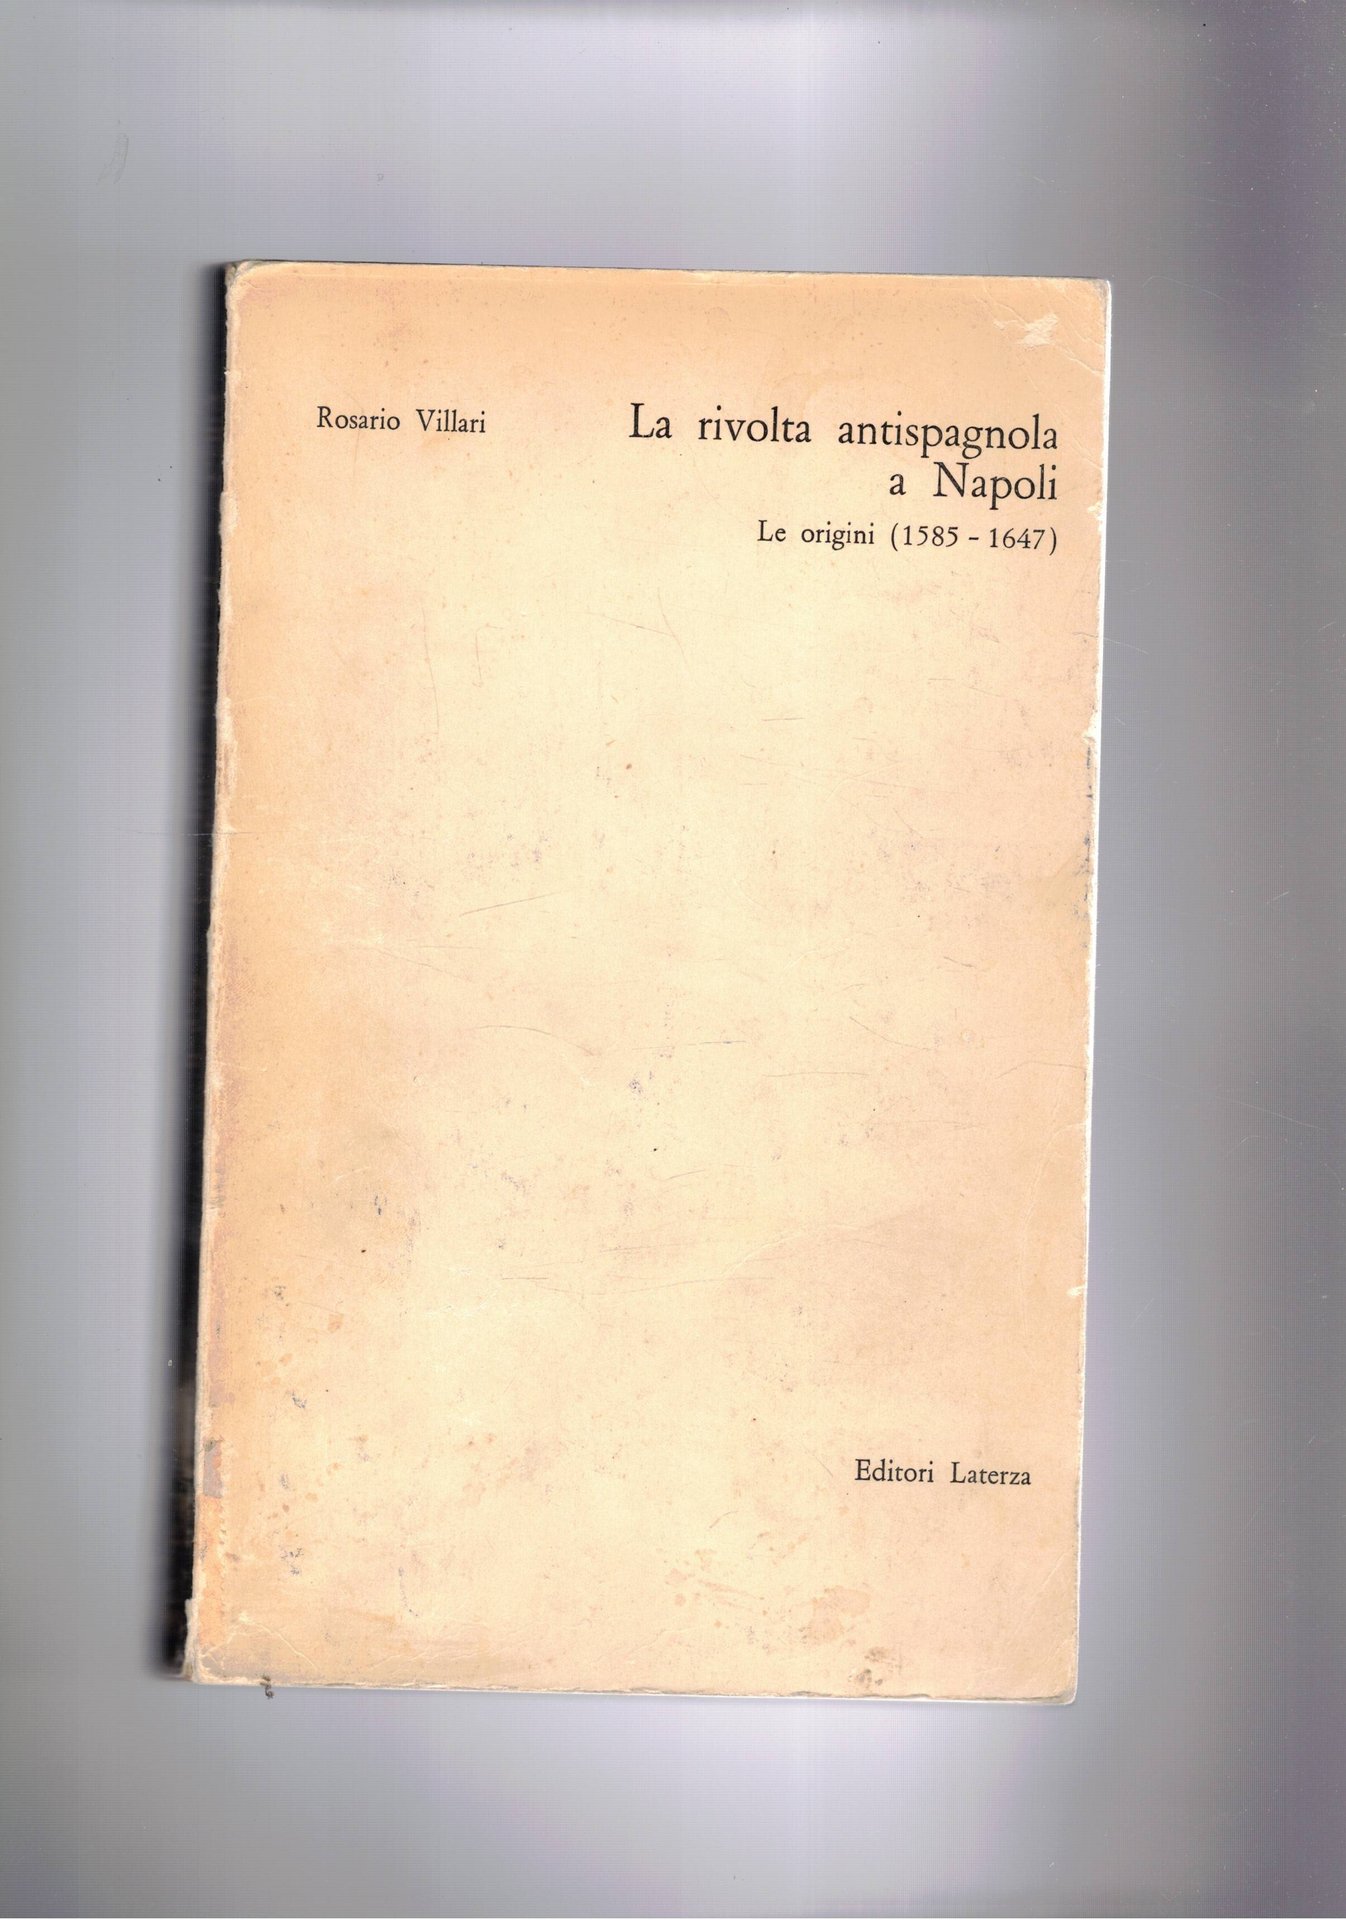 Rosario Villari
La rivolta antispagnola
a Napoli
Le origini (1585 - 1647)
Editori Laterza